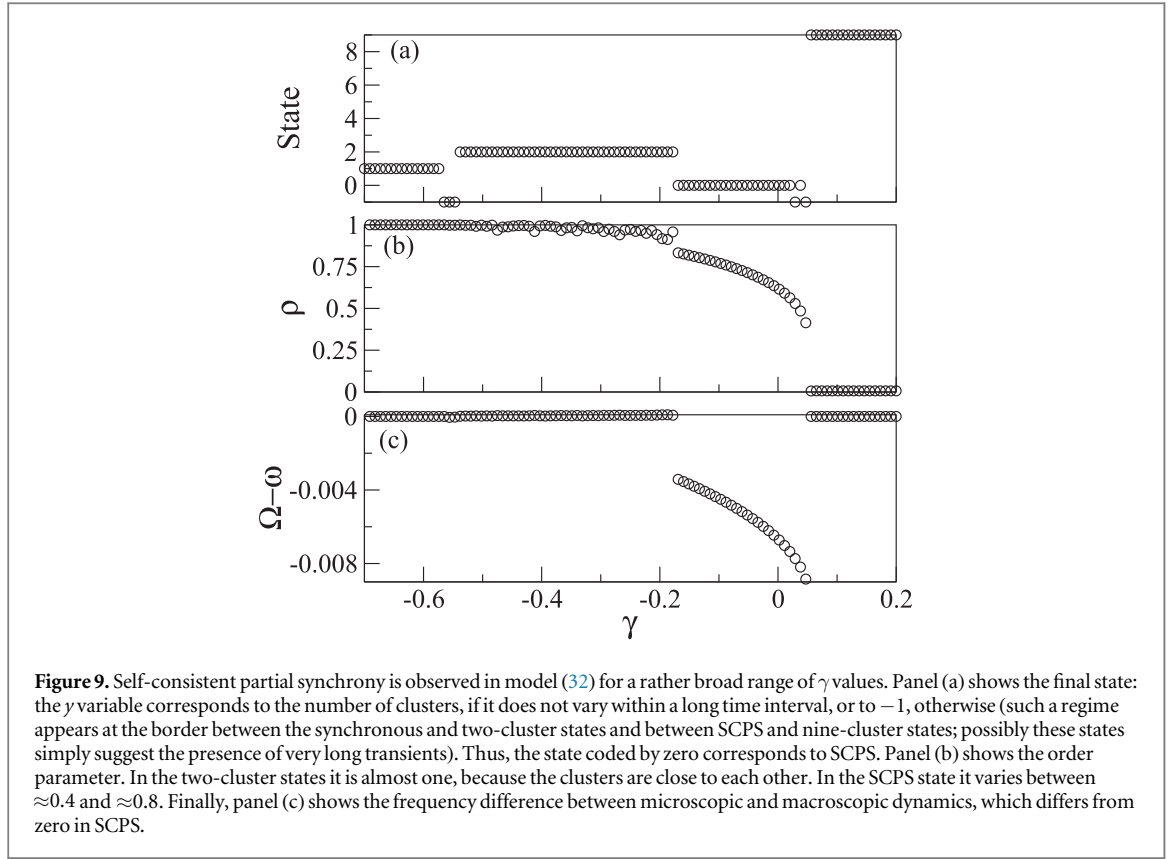 8
6
4
2
0
State
(a)
1
0.75
0.5
0.25
0
ρ
(b)
0
-0.004
-0.008
Ω−ω
(c)
-0.6 -0.4 -0.2 0 0.2
γ
Figure 9. Self-consistent partial synchrony is observed in model (32) for a rather broad range of γ values. Panel (a) shows the final state:
the y variable corresponds to the number of clusters, if it does not vary within a long time interval, or to −1, otherwise (such a regime
appears at the border between the synchronous and two-cluster states and between SCPS and nine-cluster states; possibly these states
simply suggest the presence of very long transients). Thus, the state coded by zero corresponds to SCPS. Panel (b) shows the order
parameter. In the two-cluster states it is almost one, because the clusters are close to each other. In the SCPS state it varies between
≈0.4 and ≈0.8. Finally, panel (c) shows the frequency difference between microscopic and macroscopic dynamics, which differs from
zero in SCPS.